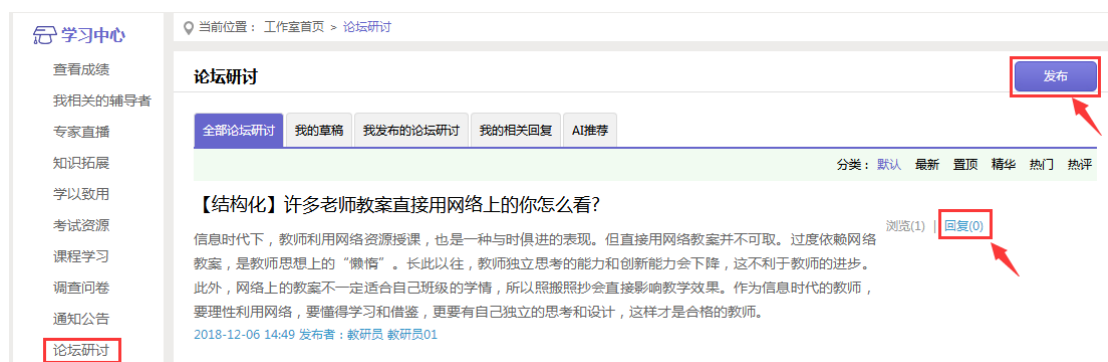 学习中心
查看成绩
我相关的辅导者
专家直播
知识拓展
学以致用
考试资源
课程学习
调查问卷
通知公告
论坛研讨
当前位置： 工作室首页 > 论坛研讨
论坛研讨
发布
全部论坛研讨 我的草稿 我发布的论坛研讨 我的相关回复 AI推荐
分类： 默认 最新 置顶 精华 热门 热评
【结构化】许多老师教案直接用网络上的你怎么看?
浏览(1) | 回复(0)
信息时代下，教师利用网络资源授课，也是一种与时俱进的表现。但直接用网络教案并不可取。过度依赖网络
教案，是教师思想上的“懒惰”。长此以往，教师独立思考的能力和创新能力会下降，这不利于教师的进步。
此外，网络上的教案不一定适合自己班级的学情，所以照搬照抄会直接影响教学效果。作为信息时代的教师，
要理性利用网络，要懂得学习和借鉴，更要有自己独立的思考和设计，这样才是合格的教师。
2018-12-06 14:49 发布者：教研员 教研员01